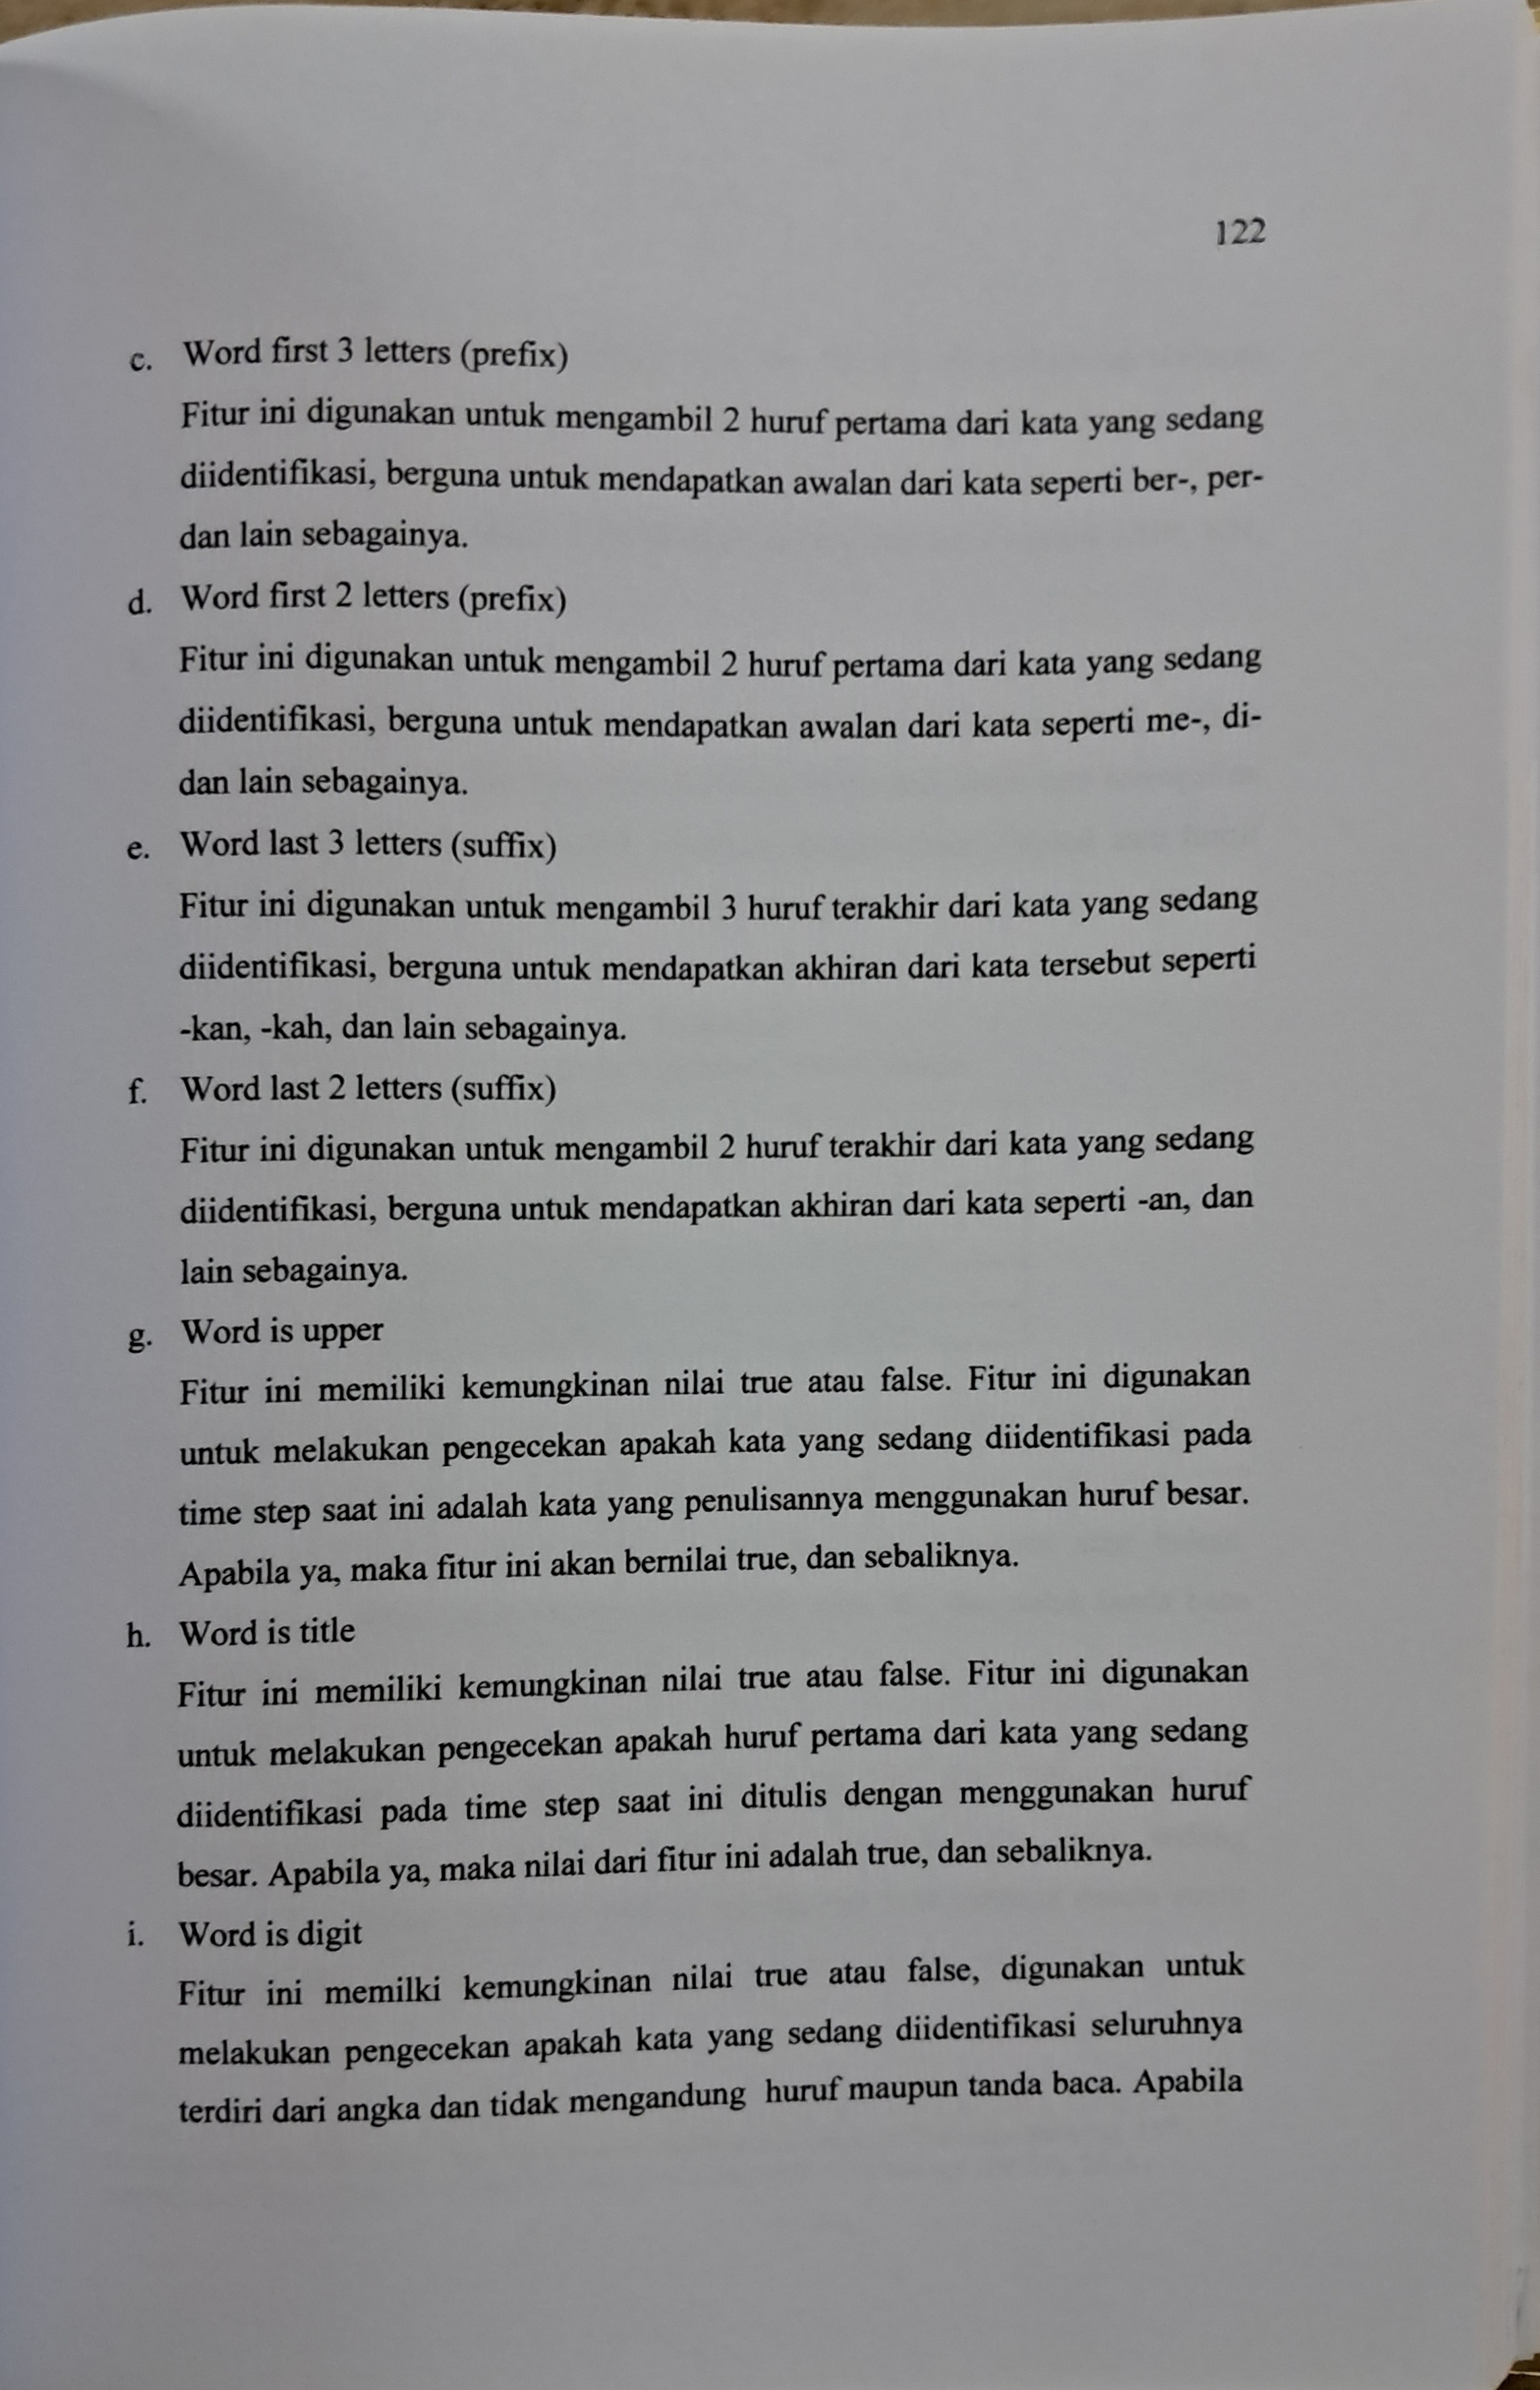 122
c. Word first 3 letters (prefix)
Fitur ini digunakan untuk mengambil 2 huruf pertama dari kata yang sedang
diidentifikasi, berguna untuk mendapatkan awalan dari kata seperti ber-, per-
dan lain sebagainya.
d. Word first 2 letters (prefix)
Fitur ini digunakan untuk mengambil 2 huruf pertama dari kata yang sedang
diidentifikasi, berguna untuk mendapatkan awalan dari kata seperti me-, di-
dan lain sebagainya.
e. Word last 3 letters (suffix)
Fitur ini digunakan untuk mengambil 3 huruf terakhir dari kata yang sedang
diidentifikasi, berguna untuk mendapatkan akhiran dari kata tersebut seperti
-kan, -kah, dan lain sebagainya.
f. Word last 2 letters (suffix)
Fitur ini digunakan untuk mengambil 2 huruf terakhir dari kata yang sedang
diidentifikasi, berguna untuk mendapatkan akhiran dari kata seperti -an, dan
lain sebagainya.
g. Word is upper
Fitur ini memiliki kemungkinan nilai true atau false. Fitur ini digunakan
untuk melakukan pengecekan apakah kata yang sedang diidentifikasi pada
time step saat ini adalah kata yang penulisannya menggunakan huruf besar.
Apabila ya, maka fitur ini akan bernilai true, dan sebaliknya.
h. Word is title
Fitur ini memiliki kemungkinan nilai true atau false. Fitur ini digunakan
untuk melakukan pengecekan apakah huruf pertama dari kata yang sedang
diidentifikasi pada time step saat ini ditulis dengan menggunakan huruf
besar. Apabila ya, maka nilai dari fitur ini adalah true, dan sebaliknya.
i. Word is digit
Fitur ini memilki kemungkinan nilai true atau false, digunakan untuk
melakukan pengecekan apakah kata yang sedang diidentifikasi seluruhnya
terdiri dari angka dan tidak mengandung huruf maupun tanda baca. Apabila